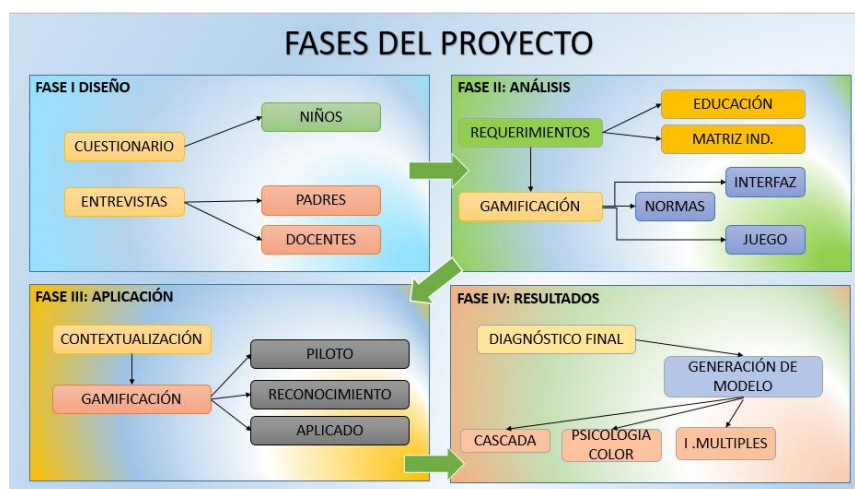 FASES DEL PROYECTO
FASE I DISEÑO
CUESTIONARIO
NIÑOS
ENTREVISTAS
PADRES
DOCENTES
FASE II: ANÁLISIS
REQUERIMIENTOS
EDUCACIÓN
MATRIZ IND.
GAMIFICACIÓN
NORMAS
INTERFAZ
JUEGO
FASE III: APLICACIÓN
CONTEXTUALIZACIÓN
GAMIFICACIÓN
PILOTO
RECONOCIMIENTO
APLICADO
FASE IV: RESULTADOS
DIAGNÓSTICO FINAL
GENERACIÓN DE
MODELO
CASCADA
PSICOLOGIA
COLOR
I .MULTIPLES